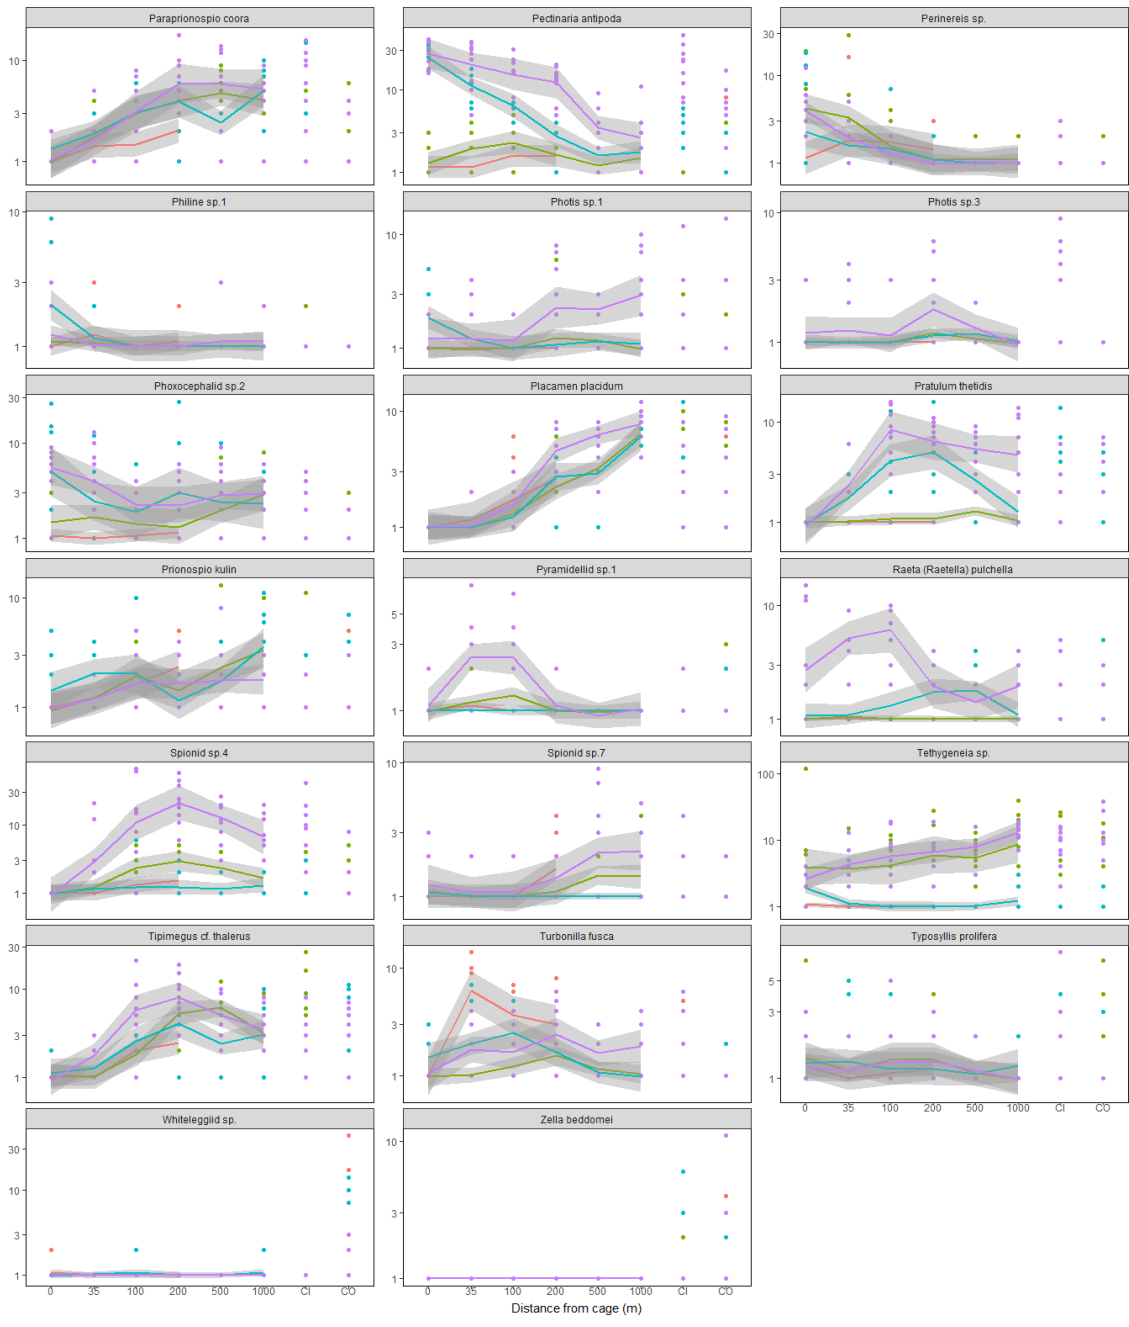 Paraprionospio coora
Pectinaria antipoda
Perinereis sp.
10
3
1
30
10
3
1
30
10
3
1
Philine sp.1
Photis sp.1
Photis sp.3
10
3
1
10
3
1
10
3
1
Phoxocephalid sp.2
Placamen placidum
Pratulum thetidis
30
10
3
1
10
3
1
10
3
1
Prionospio kulin
Pyramidellid sp.1
Raeta (Raetella) pulchella
10
3
1
5
3
1
10
3
1
Spionid sp.4
Spionid sp.7
Tethygeneia sp.
30
10
3
1
10
3
1
100
10
1
Tipimegus cf. thalerus
Turbonilla fusca
Typosyllis prolifera
30
10
3
1
10
3
1
5
3
1
0 35 100 200 500 1000 CI CO
Whiteleggiid sp.
Zella beddomei
30
10
3
1
10
3
1
0 35 100 200 500 1000 CI CO
0 35 100 200 500 1000 CI CO
Distance from cage (m)